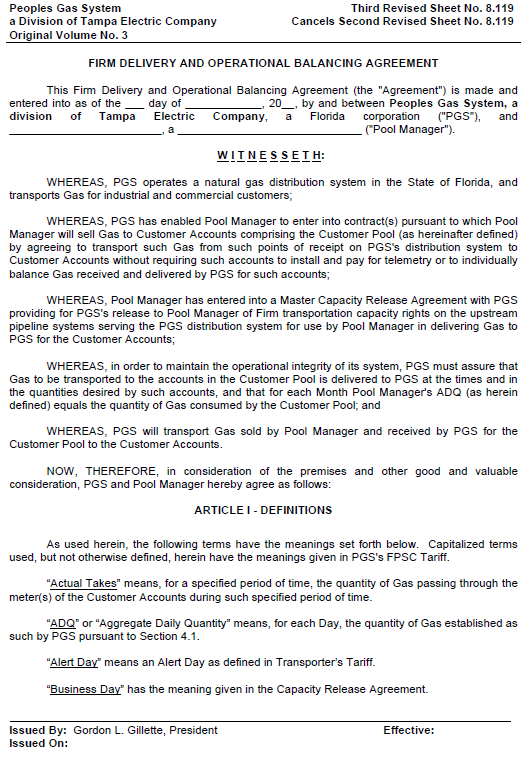 Peoples Gas System Third Revised Sheet No. 8.119
a Division of Tampa Electric Company Cancels Second Revised Sheet No. 8.119
Original Volume No. 3
FIRM DELIVERY AND OPERATIONAL BALANCING AGREEMENT
This Firm Delivery and Operational Balancing Agreement (the "Agreement") is made and
entered into as of the ___ day of ____________, 20__, by and between Peoples Gas System, a
division of Tampa Electric Company, a Florida corporation ("PGS"), and
________________________, a _____________________________ ("Pool Manager").
W I T N E S S E T H:
WHEREAS, PGS operates a natural gas distribution system in the State of Florida, and
transports Gas for industrial and commercial customers;
WHEREAS, PGS has enabled Pool Manager to enter into contract(s) pursuant to which Pool
Manager will sell Gas to Customer Accounts comprising the Customer Pool (as hereinafter defined)
by agreeing to transport such Gas from such points of receipt on PGS's distribution system to
Customer Accounts without requiring such accounts to install and pay for telemetry or to individually
balance Gas received and delivered by PGS for such accounts;
WHEREAS, Pool Manager has entered into a Master Capacity Release Agreement with PGS
providing for PGS's release to Pool Manager of Firm transportation capacity rights on the upstream
pipeline systems serving the PGS distribution system for use by Pool Manager in delivering Gas to
PGS for the Customer Accounts;
WHEREAS, in order to maintain the operational integrity of its system, PGS must assure that
Gas to be transported to the accounts in the Customer Pool is delivered to PGS at the times and in
the quantities desired by such accounts, and that for each Month Pool Manager's ADQ (as herein
defined) equals the quantity of Gas consumed by the Customer Pool; and
WHEREAS, PGS will transport Gas sold by Pool Manager and received by PGS for the
Customer Pool to the Customer Accounts.
NOW, THEREFORE, in consideration of the premises and other good and valuable
consideration, PGS and Pool Manager hereby agree as follows:
ARTICLE I - DEFINITIONS
As used herein, the following terms have the meanings set forth below. Capitalized terms
used, but not otherwise defined, herein have the meanings given in PGS's FPSC Tariff.
“Actual Takes” means, for a specified period of time, the quantity of Gas passing through the
meter(s) of the Customer Accounts during such specified period of time.
“ADQ” or “Aggregate Daily Quantity” means, for each Day, the quantity of Gas established as
such by PGS pursuant to Section 4.1.
“Alert Day” means an Alert Day as defined in Transporter’s Tariff.
“Business Day” has the meaning given in the Capacity Release Agreement.
Issued By: Gordon L. Gillette, President Effective:
Issued On: